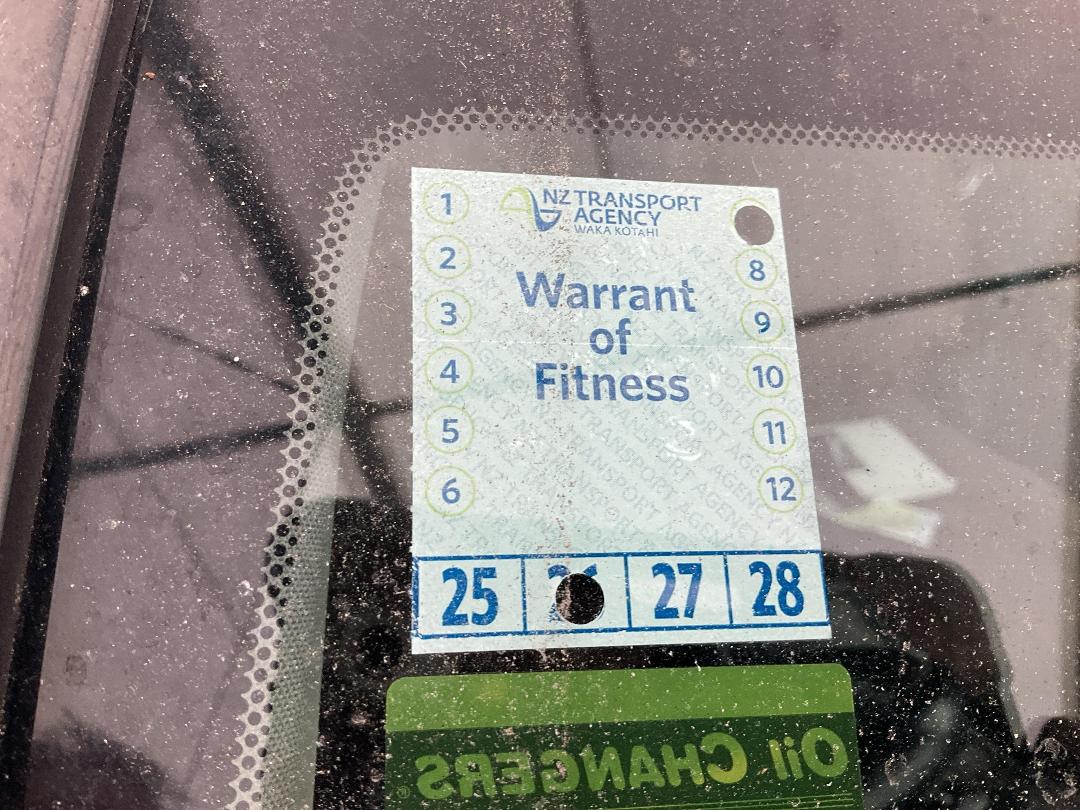 1
NZ TRANSPORT
AGENCY
WAKA KOTAHI
2
8
Warrant
3
9
of
4
10
Fitness
5
11
6
12
25 26 27 28
Oil CHANGERS